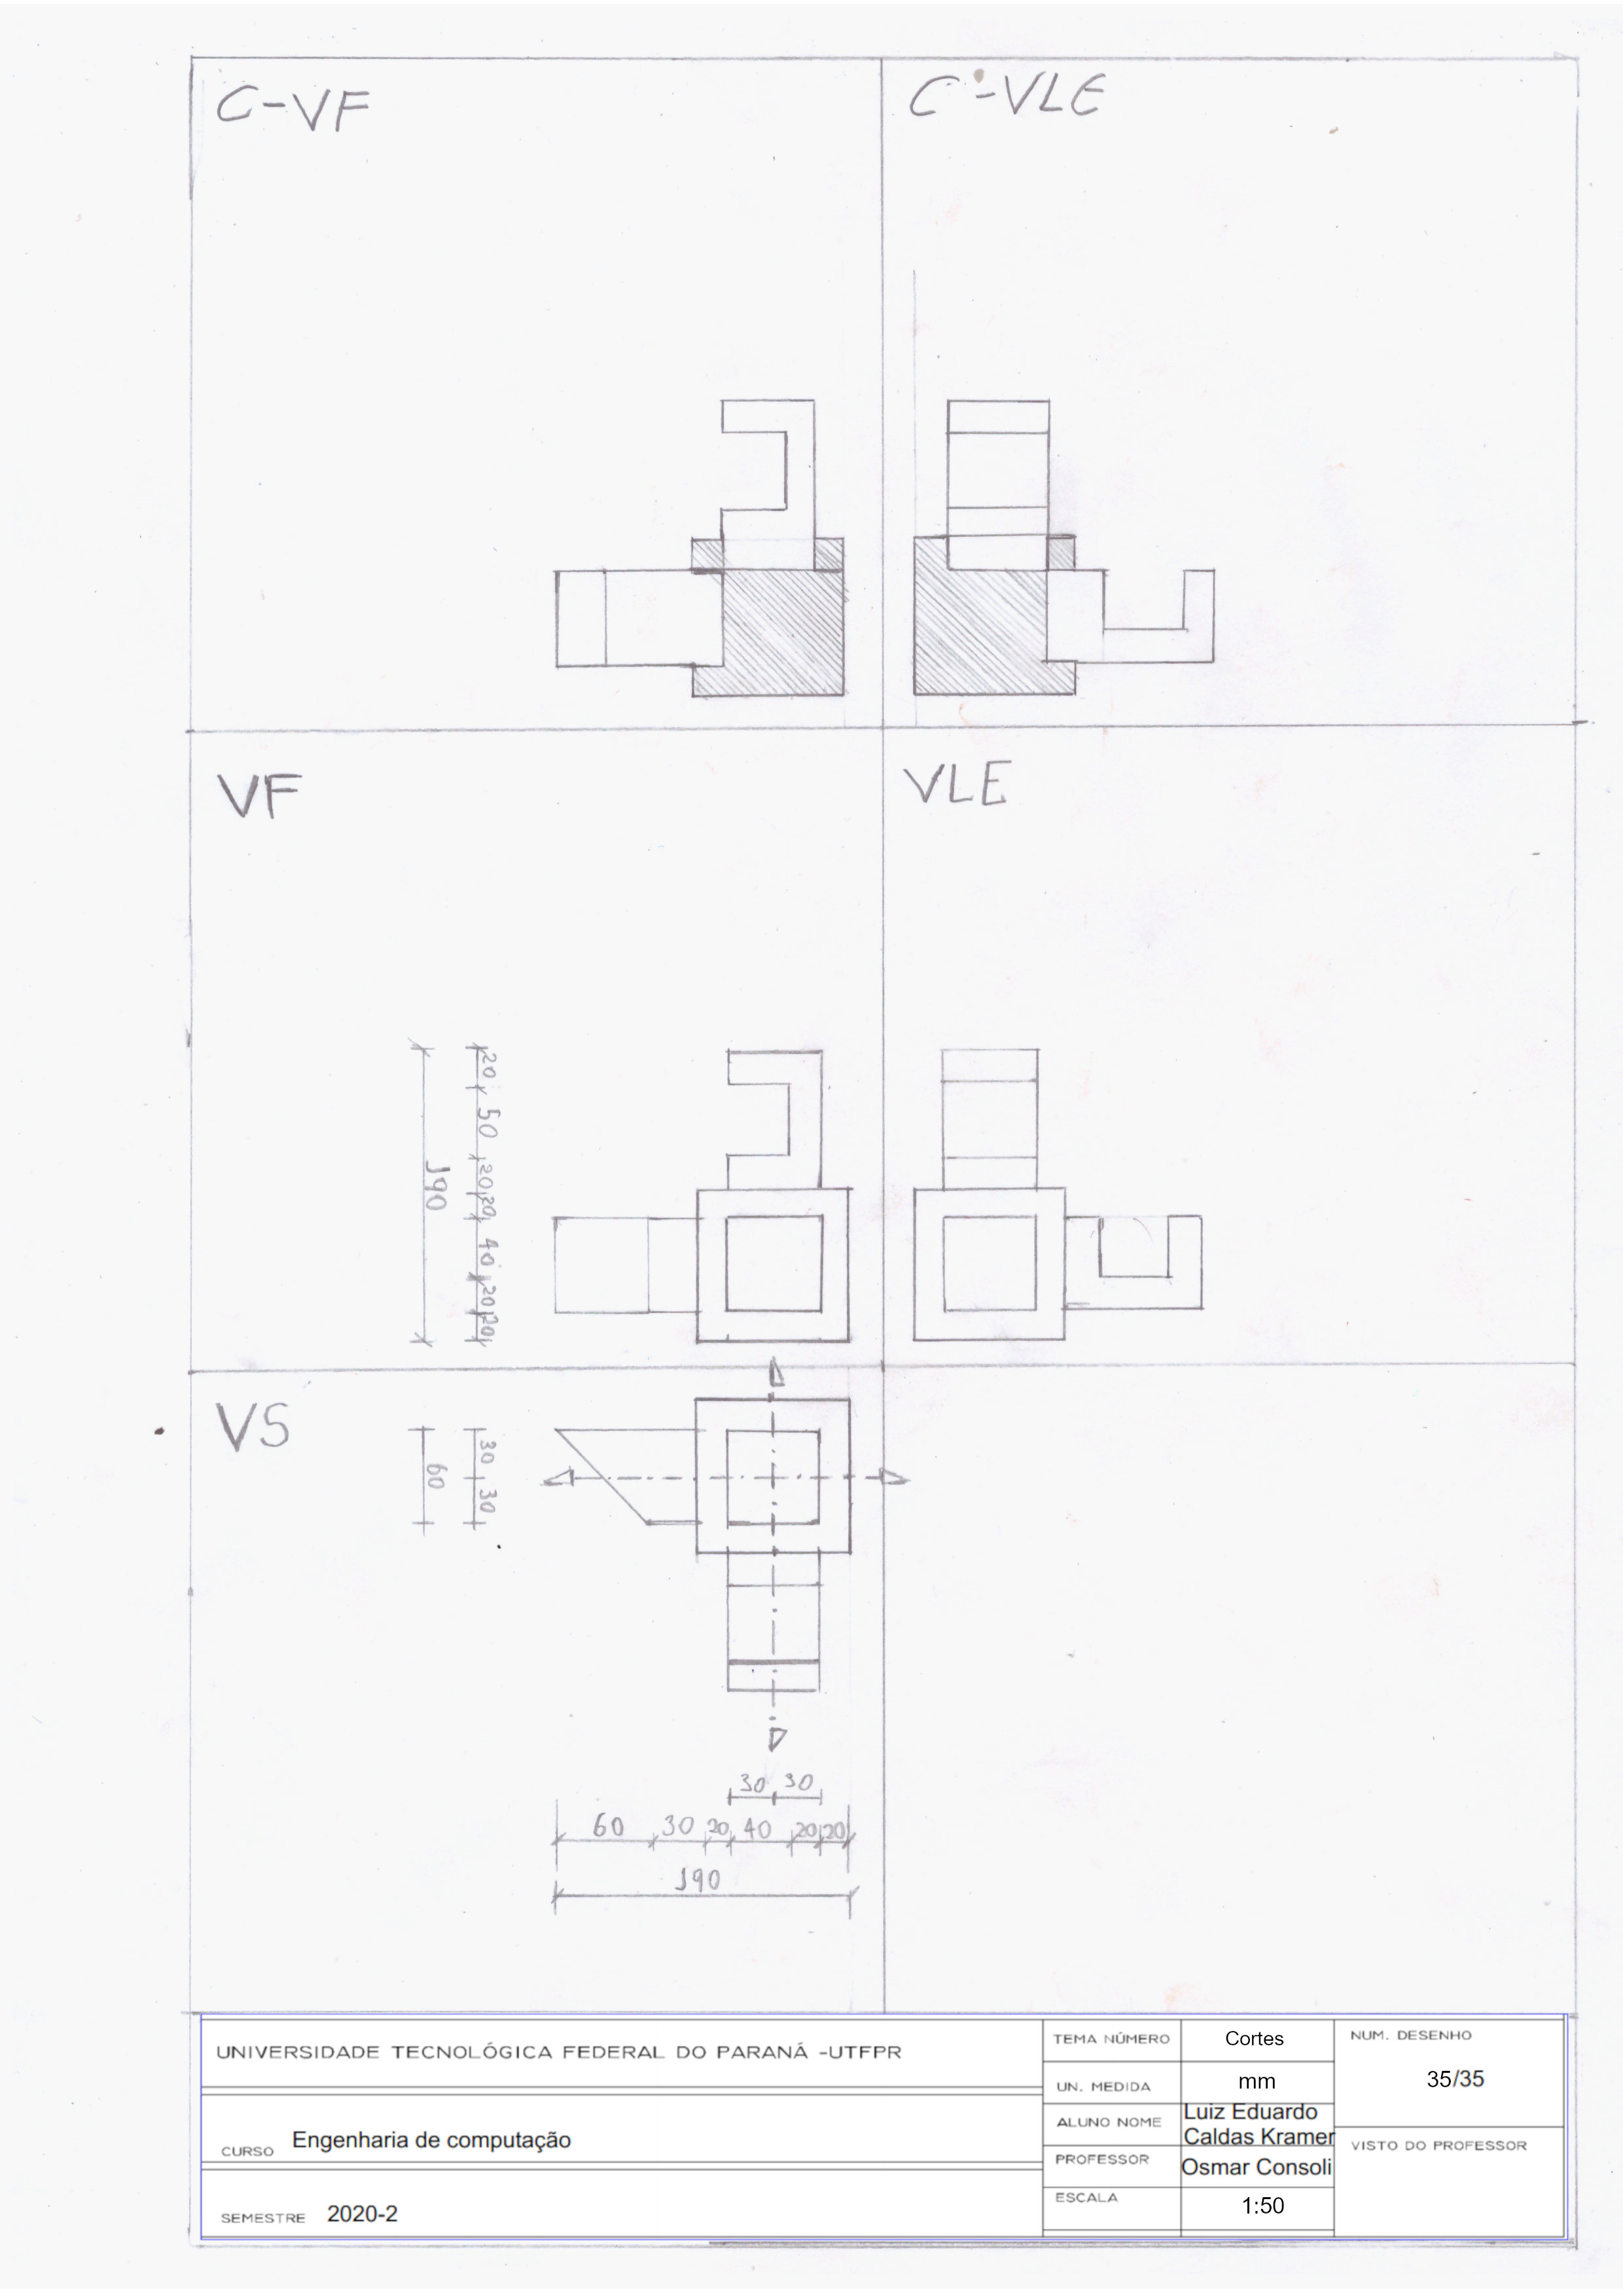 C-VF
C'-VLE
VF
VLE
20 50 20 20 40 20 20
190
VS
30 30
60
30 30
60 30 20 40 20 20
190
UNIVERSIDADE TECNOLÓGICA FEDERAL DO PARANÁ -UTFPR
CURSO Engenharia de computação
SEMESTRE 2020-2
TEMA NÚMERO Cortes
UN. MEDIDA mm
ALUNO NOME Luiz Eduardo
Caldas Kramer
PROFESSOR Osmar Consoli
ESCALA 1:50
NUM. DESENHO
35/35
VISTO DO PROFESSOR